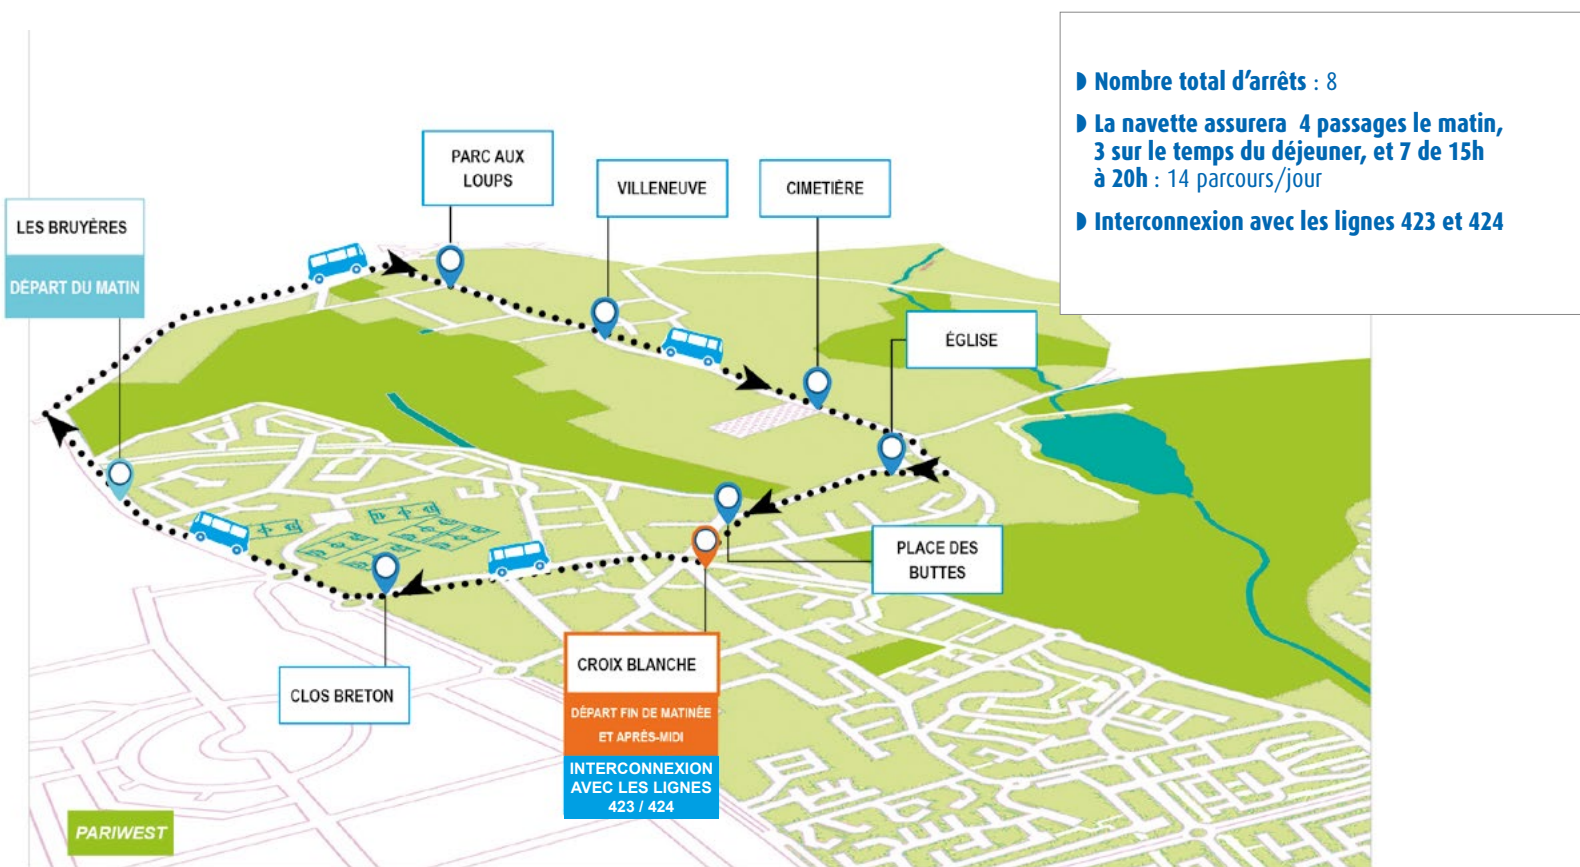 Nombre total d'arrêts : 8
La navette assurera 4 passages le matin,
3 sur le temps du déjeuner, et 7 de 15h
à 20h : 14 parcours/jour
Interconnexion avec les lignes 423 et 424
PARC AUX
LOUPS
VILLENEUVE
CIMETIÈRE
LES BRUYÈRES
DÉPART DU MATIN
ÉGLISE
PLACE DES
BUTTES
CROIX BLANCHE
DÉPART FIN DE MATINÉE
ET APRÈS-MIDI
INTERCONNEXION
AVEC LES LIGNES
423 / 424
CLOS BRETON
PARIWEST